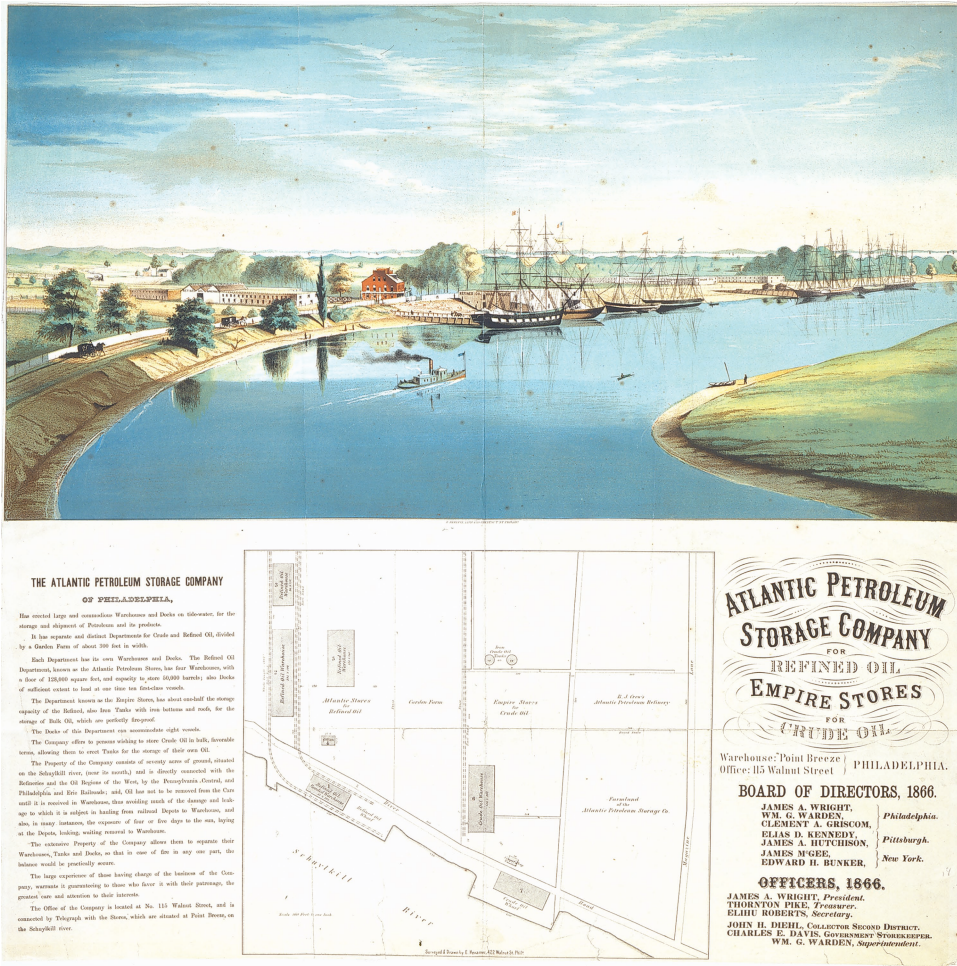 THE ATLANTIC PETROLEUM STORAGE COMPANY
OF PHILADELPHIA,
Has erected large and commodious Warehouses and Docks on tide-water, for the
storage and shipment of Petroleum and its products.
It has separate and distinct Departments for Crude and Refined Oil, divided
by a Garden Farm of about 300 feet in width.
Each Department has its own Warehouses and Docks. The Refined Oil
Department, known as the Atlantic Petroleum Stores, has four Warehouses, with
a floor of 128,000 square feet, and capacity to store 50,000 barrels; also Docks
of sufficient extent to load at one time ten first-class vessels.
The Department known as the Empire Stores, has about one-half the storage
capacity of the Refined, also Iron Tanks with iron bottoms and roofs, for the
storage of Bulk Oil, which are perfectly fire-proof.
The Docks of this Department can accommodate eight vessels.
The Company offers to persons wishing to store Crude Oil in bulk, favorable
terms, allowing them to erect Tanks for the storage of their own Oil.
The Property of the Company consists of seventy acres of ground, situated
on the Schuylkill river, (near its mouth,) and is directly connected with the
Refineries and the Oil Regions of the West, by the Pennsylvania Central, and
Philadelphia and Erie Railroads; and, Oil has not to be removed from the Cars
until it is received in Warehouse, thus avoiding much of the damage and leak-
age to which it is subject in hauling from railroad Depots to Warehouse, and
also, in many instances, the exposure of four or five days to the sun, laying
at the Depots, leaking, waiting removal to Warehouse.
The extensive Property of the Company allows them to separate their
Warehouses, Tanks and Docks, so that in case of fire in any one part, the
balance would be practically secure.
The large experience of those having charge of the business of the Com-
pany, warrants it guaranteeing to those who favor it with their patronage, the
greatest care and attention to their interests.
The Office of the Company is located at No. 115 Walnut Street, and is
connected by Telegraph with the Stores, which are situated at Point Breeze, on
the Schuylkill river.
Refined Oil Warehouse
Refined Oil Warehouse
Refined Oil Warehouse
Atlantic Stores
for
Refined Oil
Garden Farm
Empire Stores
for
Crude Oil
Atlantic Petroleum Refinery
Crude Oil Warehouse
Farmland
of the
Atlantic Petroleum Storage Co.
Lane
River
Road
Schuylkill
River
ATLANTIC PETROLEUM
STORAGE COMPANY
FOR
REFINED OIL
EMPIRE STORES
FOR
CRUDE OIL
Warehouse: Point Breeze
Office: 115 Walnut Street
PHILADELPHIA.
BOARD OF DIRECTORS, 1866.
JAMES A. WRIGHT,
WM. G. WARDEN,
CLEMENT A. GRISCOM,
Philadelphia.
ELIAS D. KENNEDY,
JAMES A. HUTCHISON,
Pittsburgh.
JAMES McGEE,
EDWARD H. BUNKER,
New York.
OFFICERS, 1866.
JAMES A. WRIGHT, President.
THORNTON PIKE, Treasurer.
ELIHU ROBERTS, Secretary.
JOHN H. DIEHL, COLLECTOR SECOND DISTRICT.
CHARLES E. DAVIS, GOVERNMENT STOREKEEPER.
WM. G. WARDEN, Superintendent.